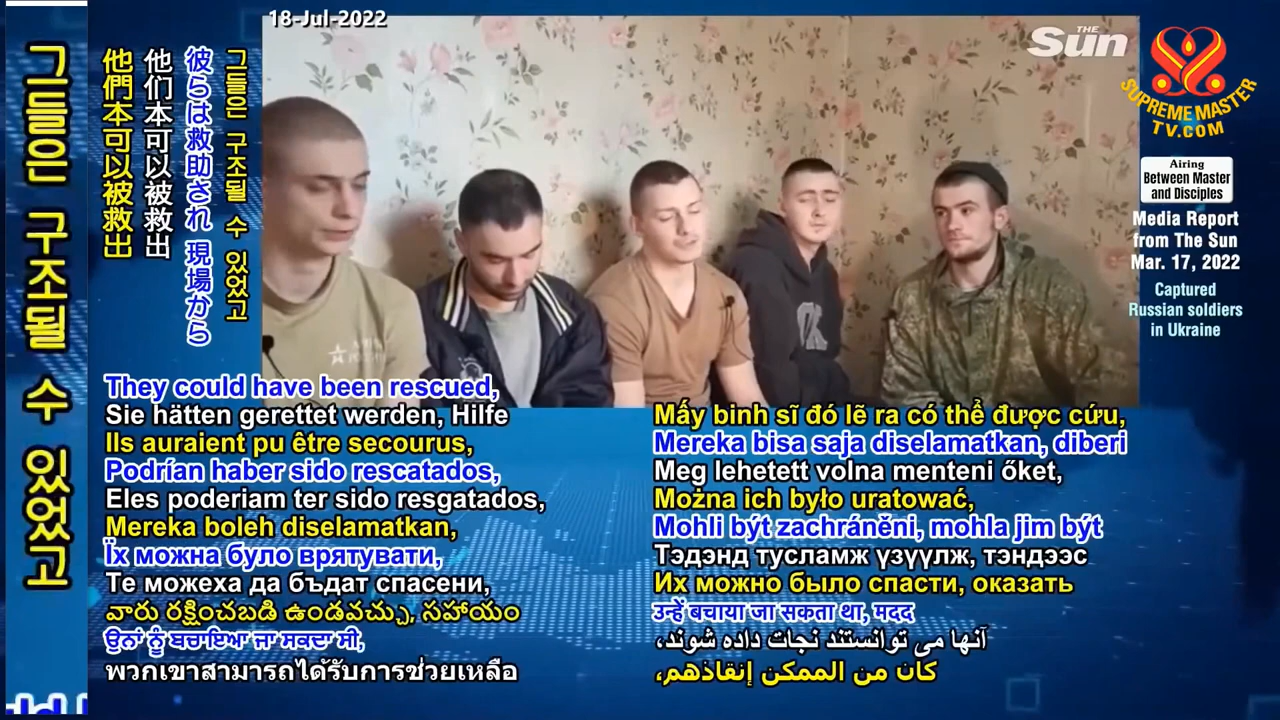 18-Jul-2022
THE
Sun
SUPREME MASTER
TV.COM
Airing
Between Master
and Disciples
Media Report
from The Sun
Mar. 17, 2022
Captured
Russian soldiers
in Ukraine
그들은 구조될 수 있었고
그들은 구조될 수 있었고
彼らは救助され 現場から
他们本可以被救出
他們本可以被救出
They could have been rescued,
Sie hätten gerettet werden, Hilfe
Ils auraient pu être secourus,
Podrían haber sido rescatados,
Eles poderiam ter sido resgatados,
Mereka boleh diselamatkan,
Їх можна було врятувати,
Те можеха да бъдат спасени,
వారు రక్షించబడి ఉండవచ్చు, సహాయం
ਉਨਾਂ ਨੂੰ ਬਚਾਇਆ ਜਾ ਸਕਦਾ ਸੀ,
พวกเขาสามารถได้รับการช่วยเหลือ
Mấy binh sĩ đó lẽ ra có thể được cứu,
Mereka bisa saja diselamatkan, diberi
Meg lehetett volna menteni őket,
Można ich było uratować,
Mohli být zachráněni, mohla jim být
Тэдэнд тусламж үзүүлж, тэндээс
Их можно было спасти, оказать
उन्हें बचाया जा सकता था, मदद
آنها می توانستند نجات داده شوند،
كان من الممكن إنقاذهم،